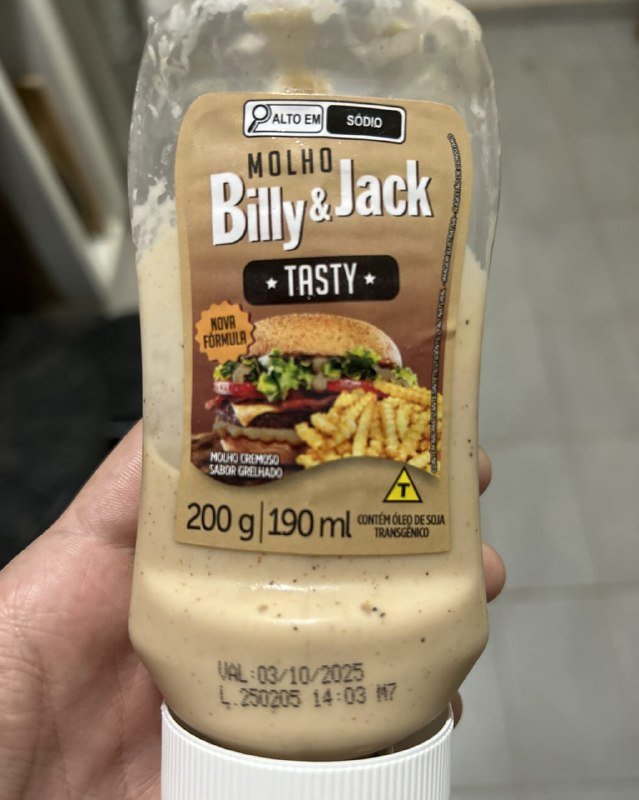 ALTO EM SÓDIO
MOLHO
Billy & Jack
TASTY
NOVA
FÓRMULA
MOLHO CREMOSO
SABOR GRELHADO
T
200 g | 190 ml
CONTÉM ÓLEO DE SOJA
TRANSGÊNICO
VAL:03/10/2025
L.250205 14:03 M7